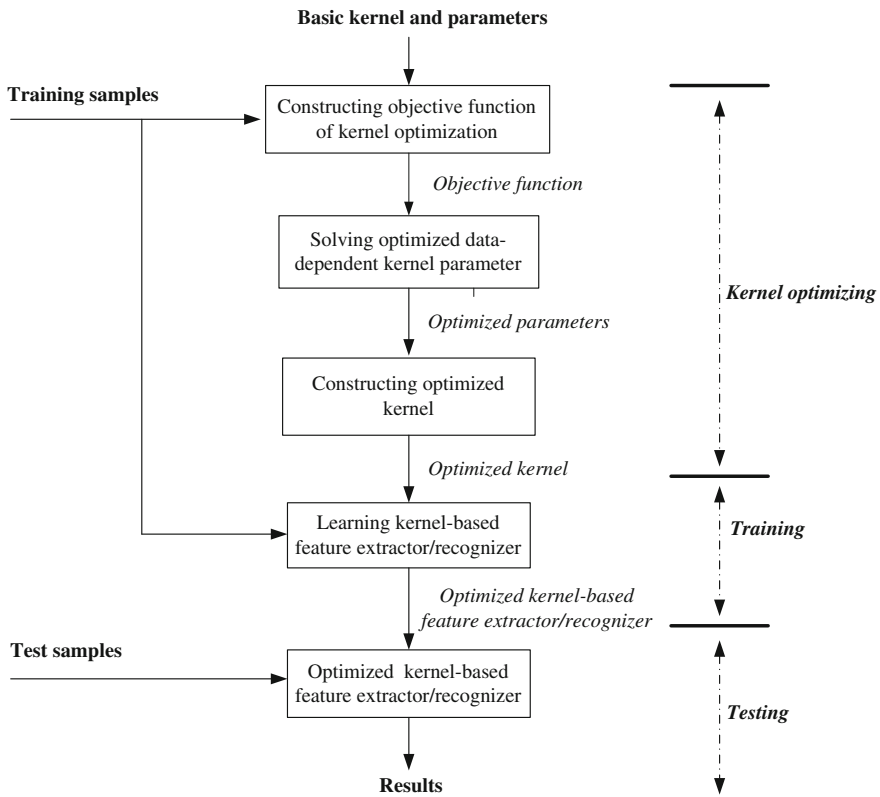 Basic kernel and parameters
Training samples
Constructing objective function
of kernel optimization
Objective function
Solving optimized data-
dependent kernel parameter
Kernel optimizing
Optimized parameters
Constructing optimized
kernel
Optimized kernel
Learning kernel-based
feature extractor/recognizer
Training
Optimized kernel-based
feature extractor/recognizer
Test samples
Optimized kernel-based
feature extractor/recognizer
Testing
Results